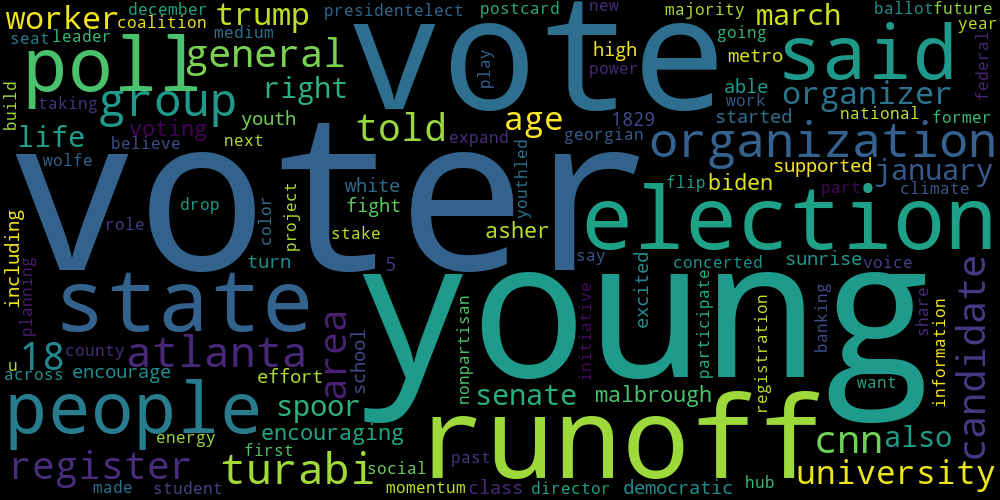 december presidentelect postcard new majority going ballot future
worker coalition trump vote march year
seat leader medium high metro said federal
poll general play power able organizer
taking group right told age work national
build life voting youth georgian 1829 started former
wolfe believe next expand organization
voter white youthled asher flip biden supported january
drop color project fight stake part climate
role election
including turn 5 say concerted sunrise voice
planning state young excited
18 county atlanta area school nonpartisan initiative participate registration banking share information candidate
u across encourage effort want
people spoor senate malbrough
energy encouraging runoff cnn also
register first turabi social past university
made student momentum class director democratic hub